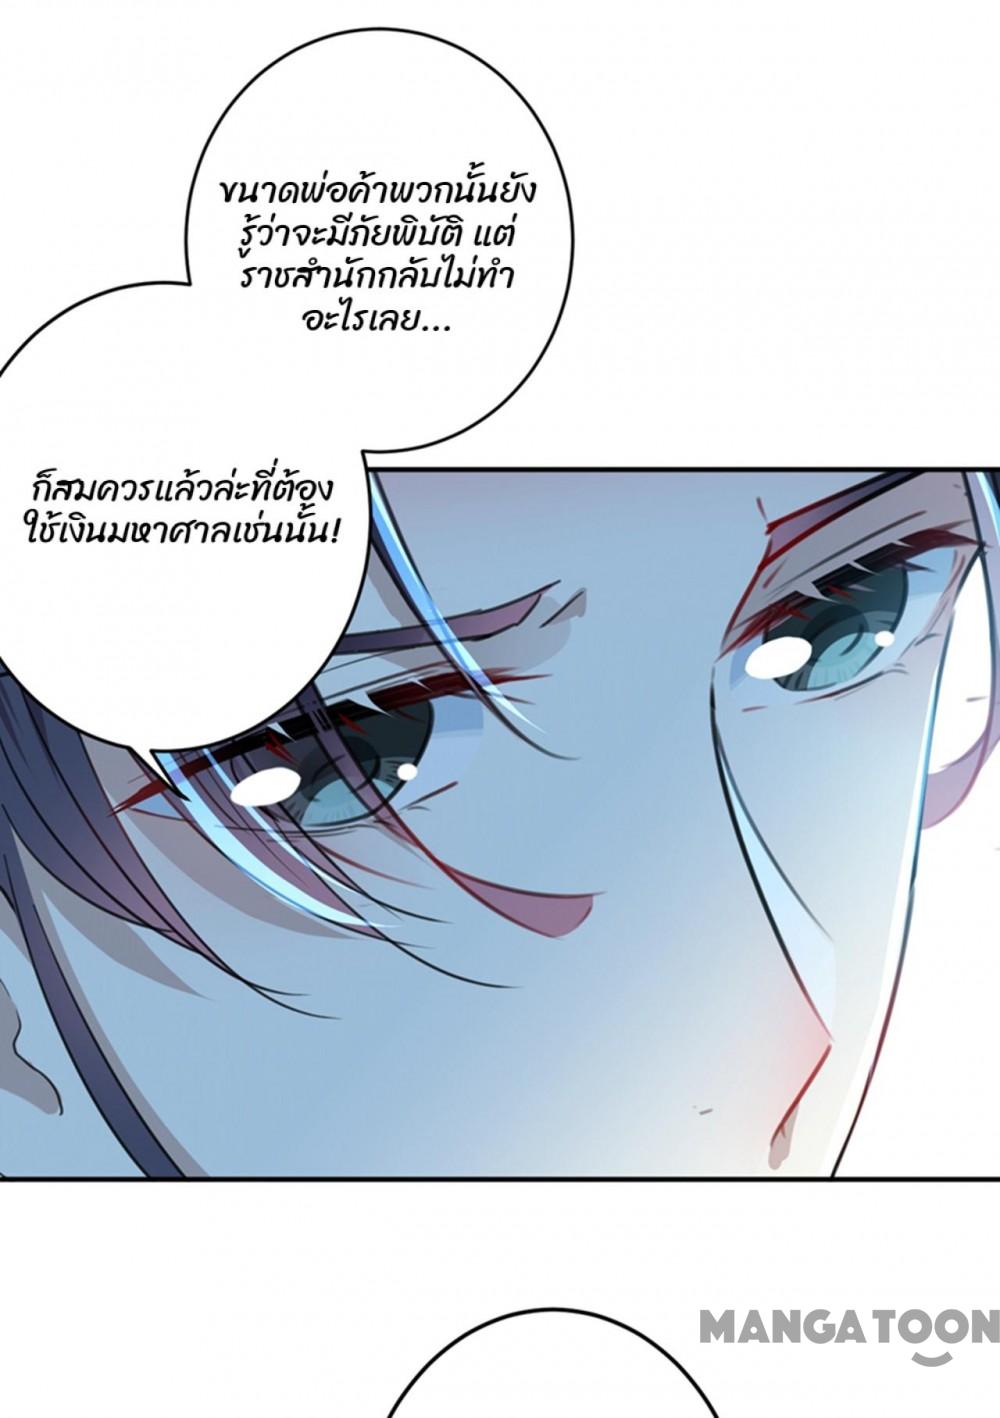 ขนาดพ่อค้าพวกนั้นยัง
รู้ว่าจะมีภัยพิบัติ แต่
ราชสำนักกลับไม่ทำ
อะไรเลย...
ก็สมควรแล้วล่ะที่ต้อง
ใช้เงินมหาศาลเช่นนั้น!
MANGATOON